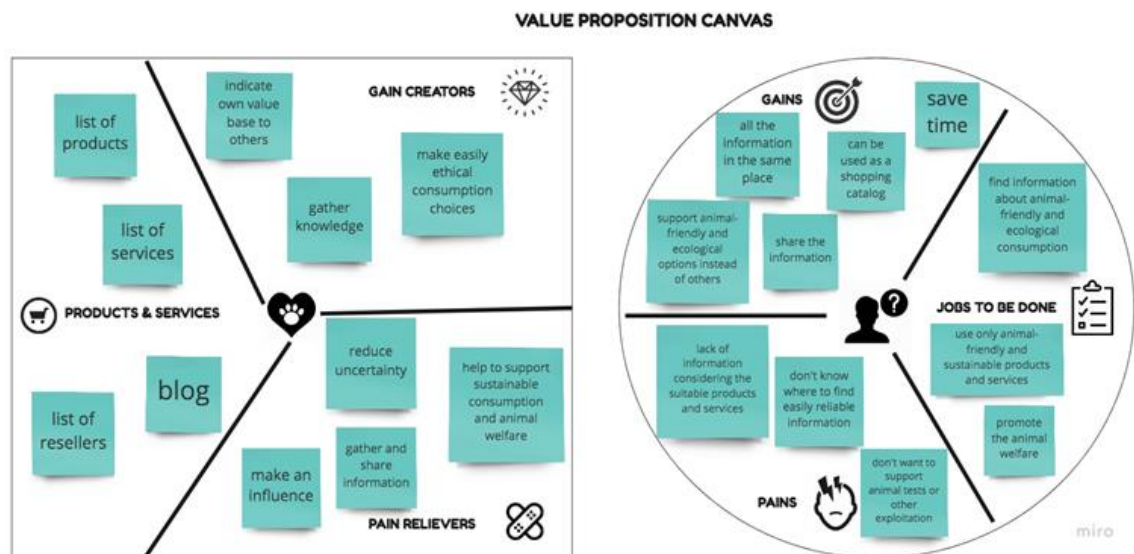 VALUE PROPOSITION CANVAS
GAIN CREATORS
list of
products
indicate
own value
base to
others
make easily
ethical
consumption
choices
gather
knowledge
list of
services
PRODUCTS & SERVICES
blog
list of
resellers
reduce
uncertainty
help to support
sustainable
consumption
and animal
welfare
gather and
share
information
make an
influence
PAIN RELIEVERS
GAINS
save
time
all the
information
in the same
place
can be
used as a
shopping
catalog
support animal-
friendly and
ecological
options instead
of others
share the
information
find information
about animal-
friendly and
ecological
consumption
?
JOBS TO BE DONE
use only animal-
friendly and
sustainable products
and services
promote
the animal
welfare
lack of
information
considering the
suitable products
and services
don't know
where to find
easily reliable
information
don't want to
support
animal tests or
other
exploitation
PAINS
miro